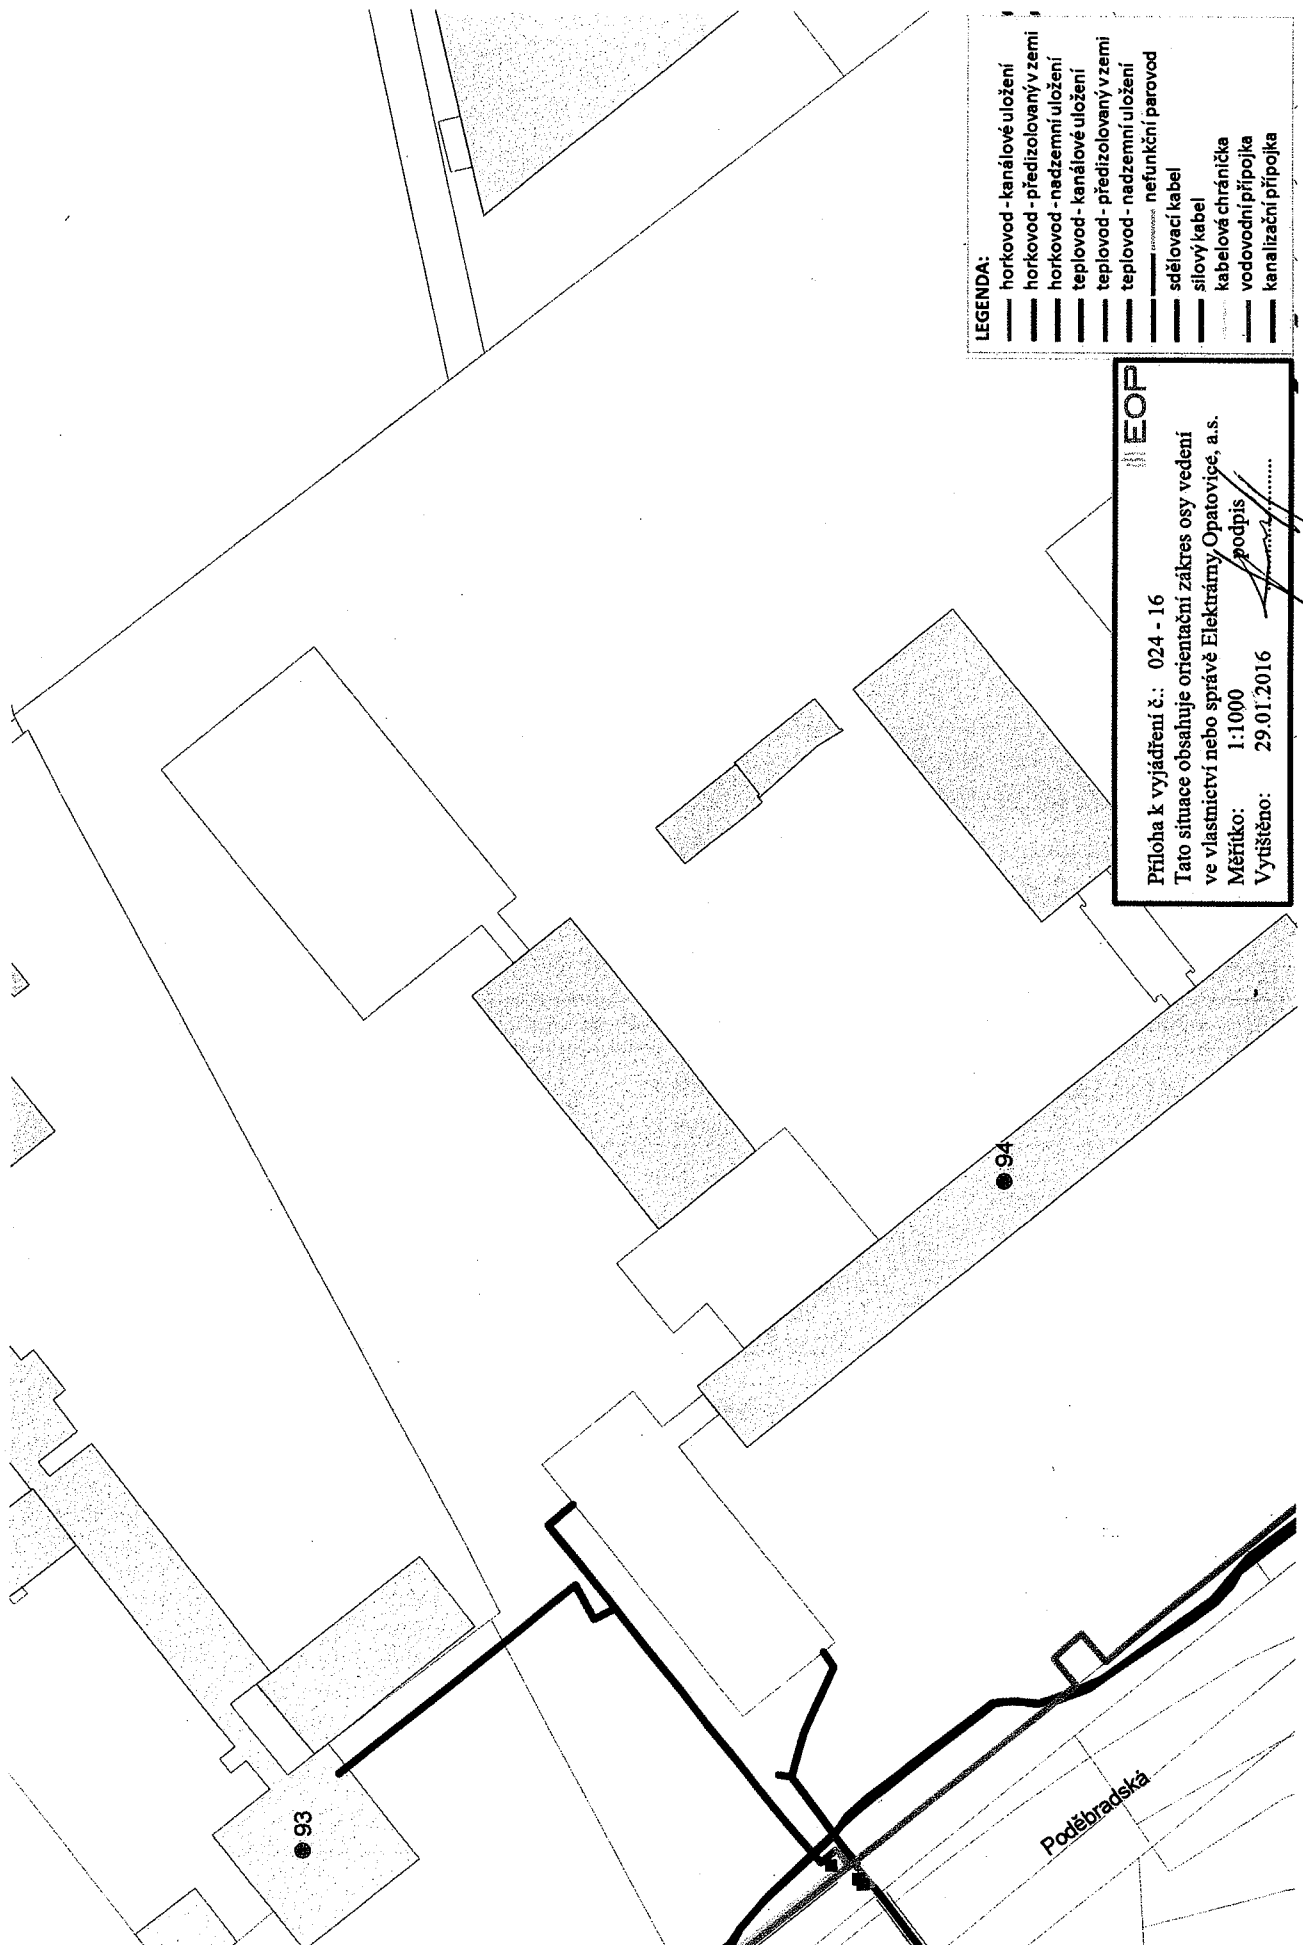 LEGENDA:
horkovod - kanálové uložení
horkovod - předizolovaný v zemi
horkovod - nadzemní uložení
teplovod - kanálové uložení
teplovod - předizolovaný v zemi
teplovod - nadzemní uložení
nefunkční parovod
sdělovací kabel
silový kabel
kabelová chránička
vodovodní přípojka
kanalizační přípojka
EOP
Příloha k vyjádření č.: 024 - 16
Tato situace obsahuje orientační zákres osy vedení
ve vlastnictví nebo správě Elektrárny Opatovice, a.s.
Měřítko: 1:1000 podpis
Vytištěno: 29.01.2016
93
94
Poděbradská